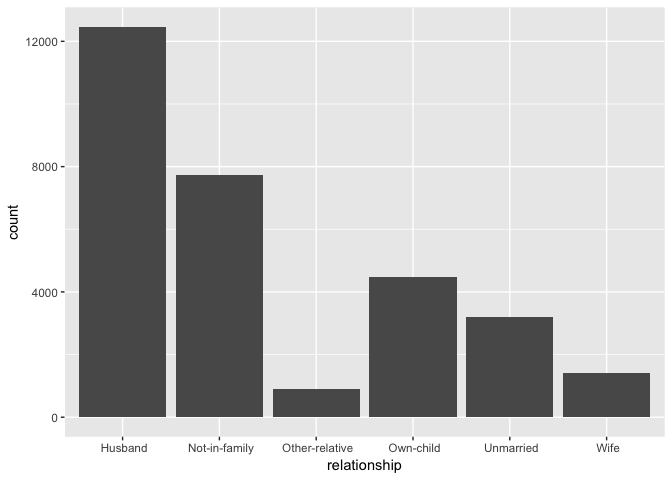 12000
8000
4000
0
count
Husband Not-in-family Other-relative Own-child Unmarried Wife
relationship